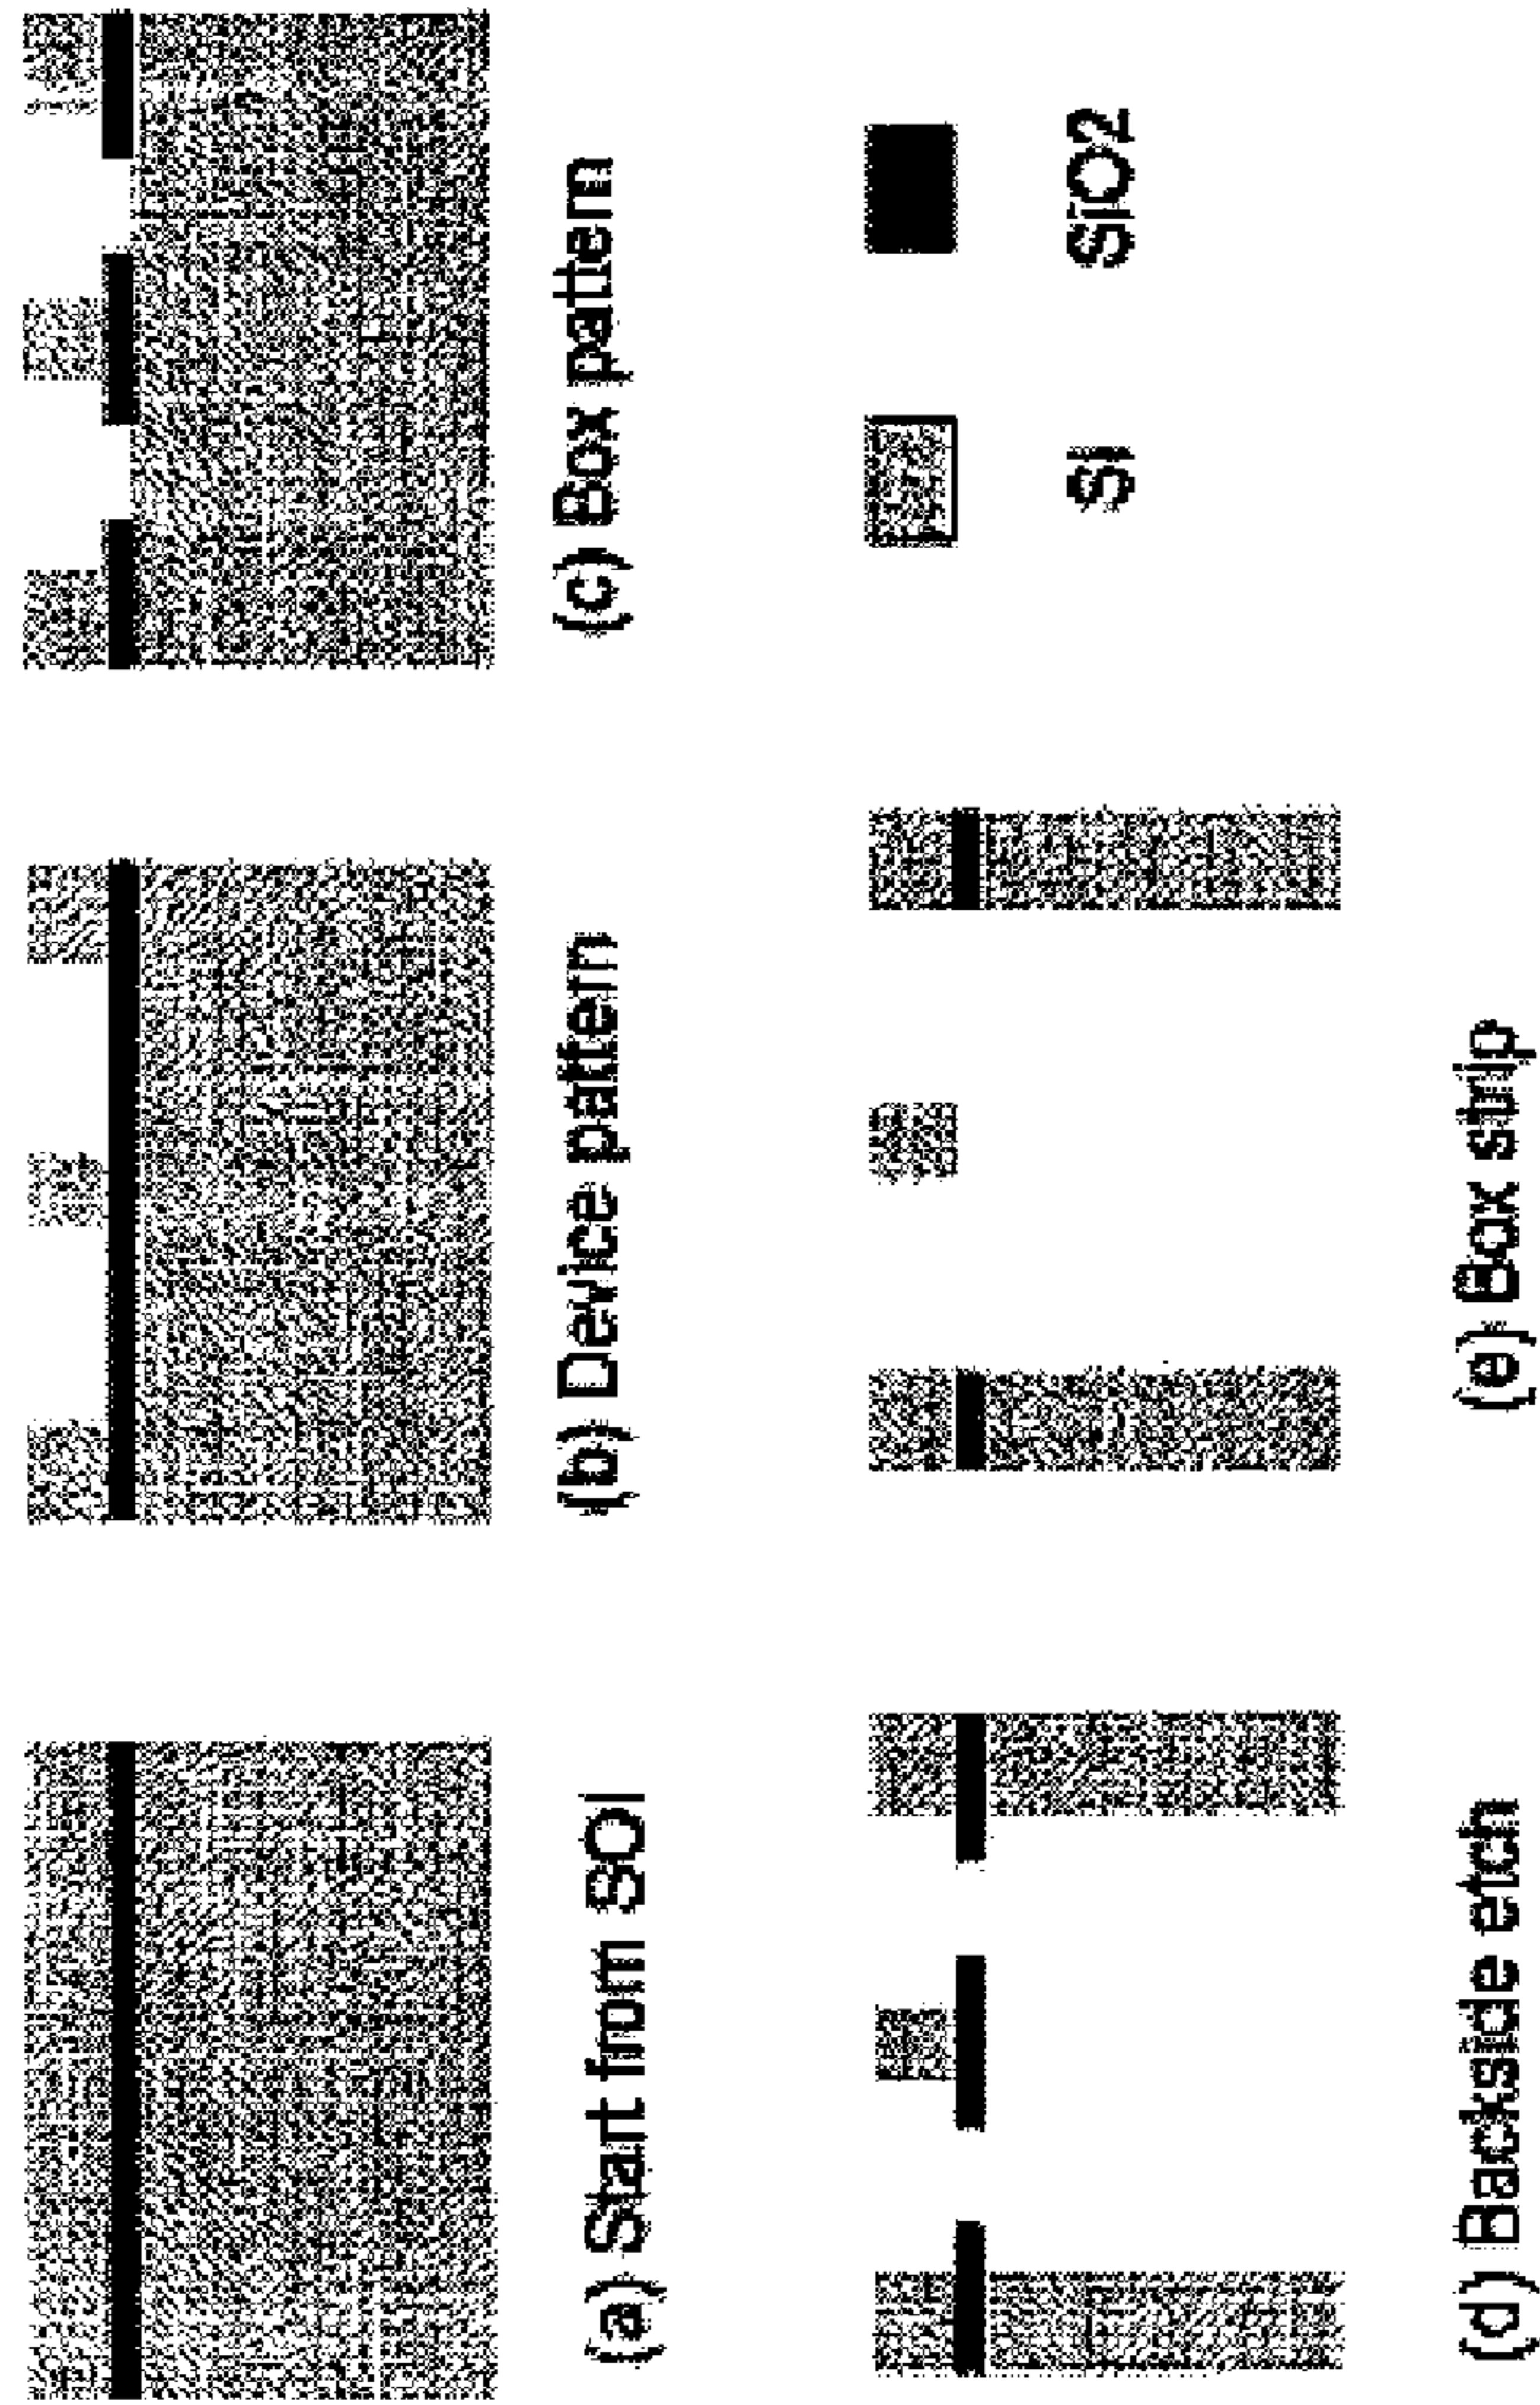 (a) Start from SOI
(b) Device pattern
(c) Box pattern
(d) Backside etch
(e) Box strip
Si
SiO2